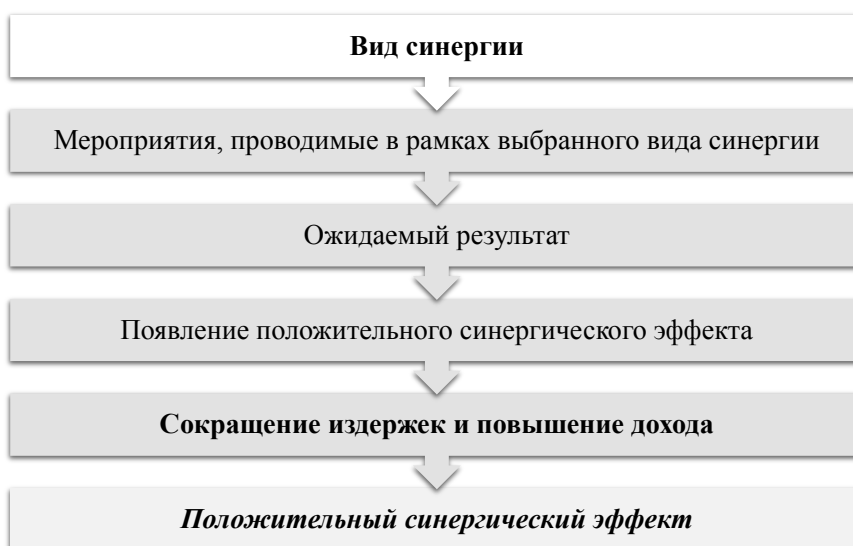 Вид синергии
Мероприятия, проводимые в рамках выбранного вида синергии
Ожидаемый результат
Появление положительного синергического эффекта
Сокращение издержек и повышение дохода
Положительный синергический эффект